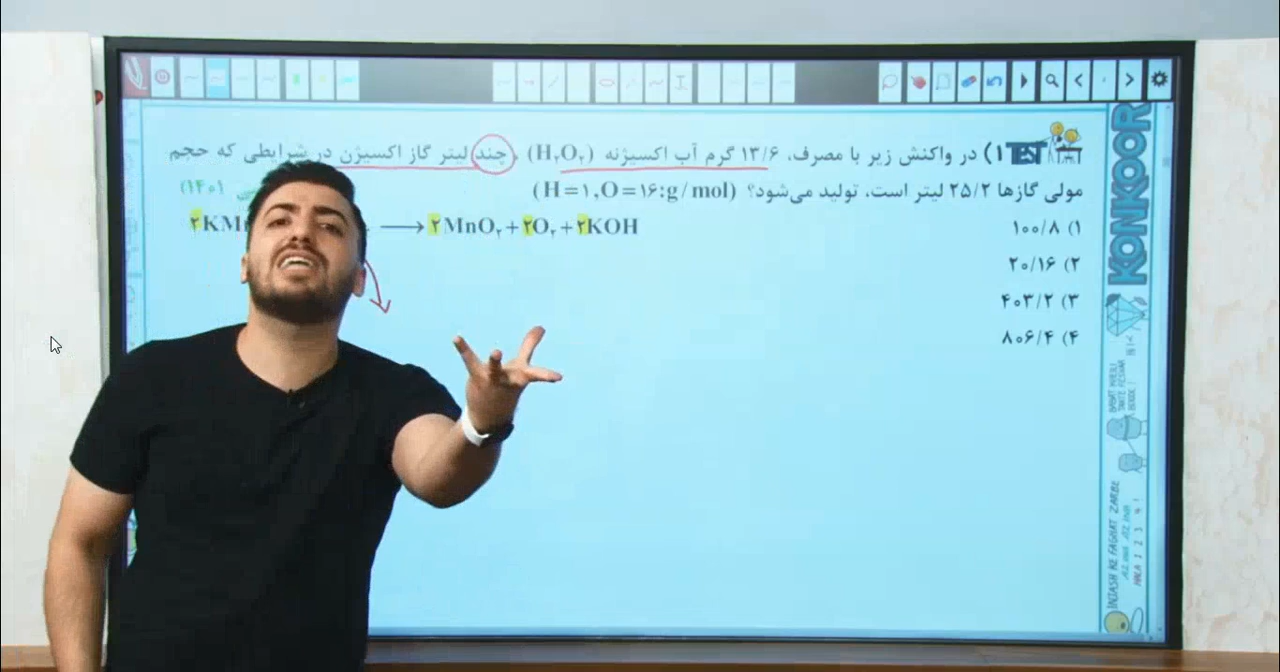 TEST ۱) در واکنش زیر با مصرف، ۱۳/۶ گرم آب اکسیژنه (H۲O۲)، چند لیتر گاز اکسیژن در شرایطی که حجم
مولی گازها ۲۵/۲ لیتر است، تولید می‌شود؟ (H=۱,O=۱۶:g/mol) (۱۴۰۱
۲KM ⟶ ۲MnO۲+۲O۲+۲KOH
۱) ۱۰۰/۸
۲) ۲۰/۱۶
۳) ۴۰۳/۲
۴) ۸۰۶/۴
KONKOOR